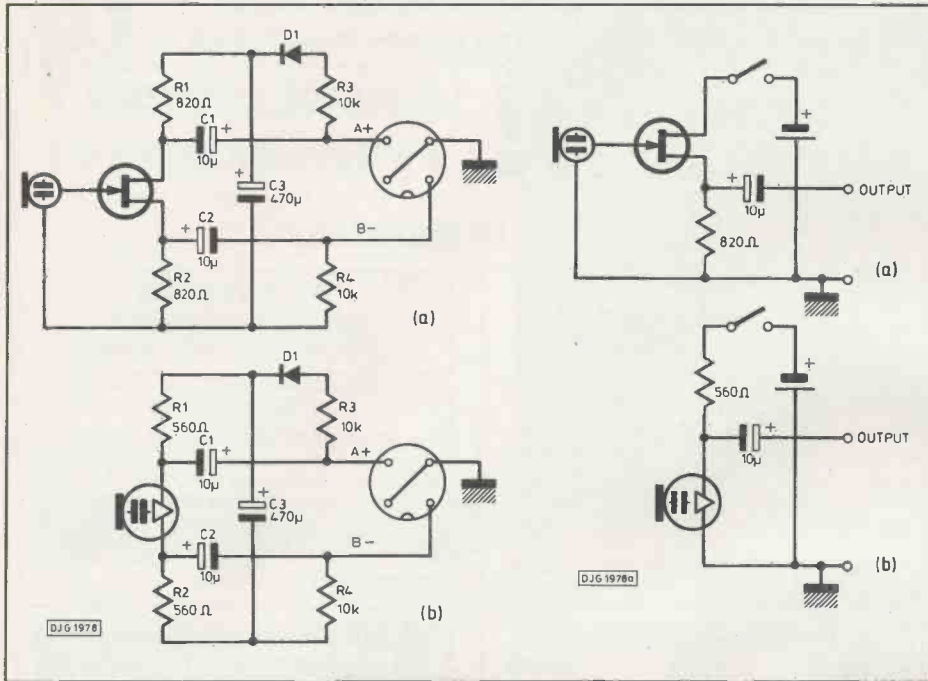 D1
R1
820Ω
R3
10k
C1
+
10µ
A+
+
C3
470µ
+
C2
10µ
B-
R2
820Ω
R4
10k
(a)
D1
R1
560Ω
R3
10k
C1
+
10µ
A+
+
C3
470µ
+
C2
10µ
B-
R2
560Ω
R4
10k
(b)
DJG 1978
+
+
10µ
OUTPUT
820Ω
(a)
560Ω
+
+
10µ
OUTPUT
(b)
DJG 1978a